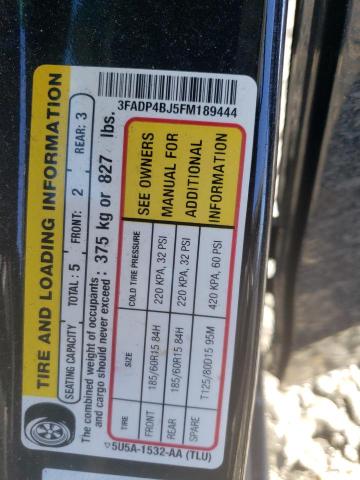 3FADP4BJ5FM189444
TIRE AND LOADING INFORMATION
SEATING CAPACITY TOTAL: 5 FRONT: 2 REAR: 3
The combined weight of occupants
and cargo should never exceed: 375 kg or 827 lbs.
TIRE SIZE COLD TIRE PRESSURE SEE OWNERS
FRONT 185/60R15 84H 220 KPA, 32 PSI MANUAL FOR
REAR 185/60R15 84H 220 KPA, 32 PSI ADDITIONAL
SPARE T125/80D15 95M 420 KPA, 60 PSI INFORMATION
5U5A-1532-AA (TLU)